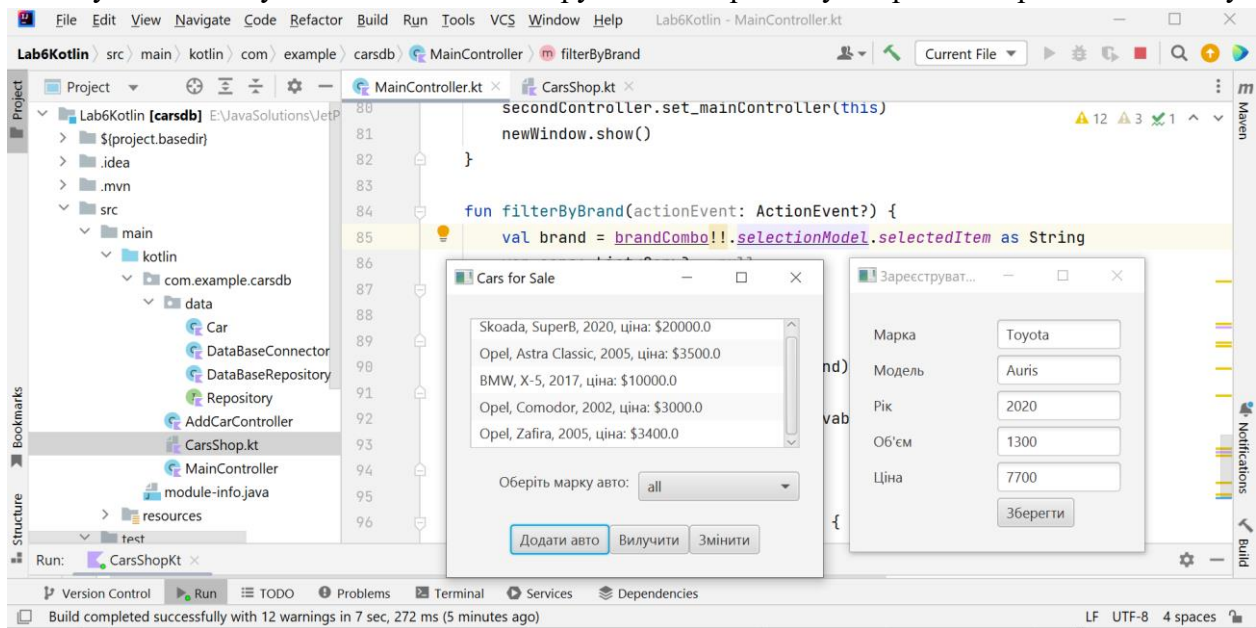 File Edit View Navigate Code Refactor Build Run Tools VCS Window Help Lab6Kotlin - MainController.kt
Lab6Kotlin src main kotlin com example carsdb MainController filterByBrand Current File
Project MainController.kt CarsShop.kt
Project
Lab6Kotlin [carsdb] E:\JavaSolutions\JetP
${project.basedir}
.idea
.mvn
src
main
kotlin
com.example.carsdb
data
Car
DataBaseConnector
DataBaseRepository
Repository
AddCarController
CarsShop.kt
MainController
module-info.java
resources
test
80 secondController.set_mainController(this)
12 3 1
81 newWindow.show()
82 }
83
84 fun filterByBrand(actionEvent: ActionEvent?) {
85 val brand = brandCombo!!.selectionModel.selectedItem as String
86
87
88
89
90 nd)
91
92 vab
93
94
95
96 {
Cars for Sale
Skoada, SuperB, 2020, ціна: $20000.0
Opel, Astra Classic, 2005, ціна: $3500.0
BMW, X-5, 2017, ціна: $10000.0
Opel, Comodor, 2002, ціна: $3000.0
Opel, Zafira, 2005, ціна: $3400.0
Оберіть марку авто: all
Додати авто Вилучити Змінити
Зареєструват...
Марка Toyota
Модель Auris
Рік 2020
Об'єм 1300
Ціна 7700
Зберегти
m
Maven
Notifications
Build
Bookmarks
Structure
Run: CarsShopKt
Version Control Run TODO Problems Terminal Services Dependencies
Build completed successfully with 12 warnings in 7 sec, 272 ms (5 minutes ago) LF UTF-8 4 spaces